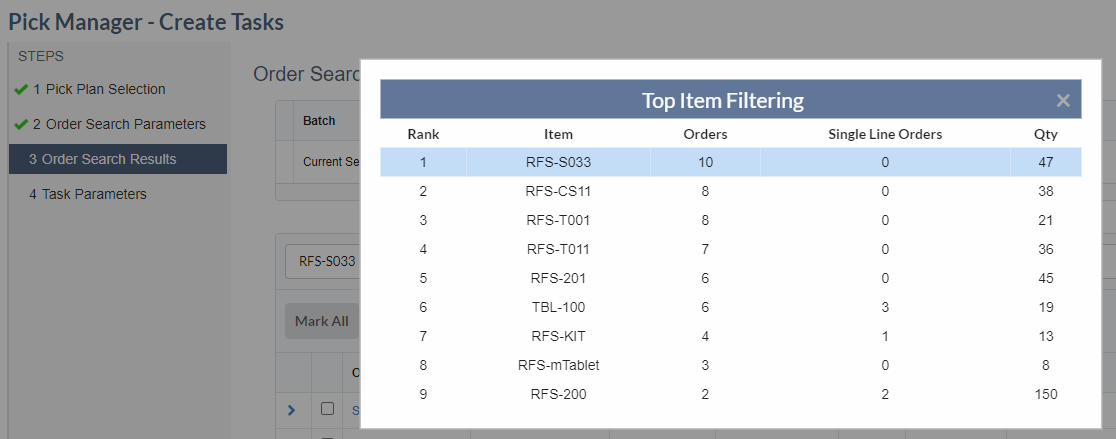 Pick Manager - Create Tasks
STEPS
1 Pick Plan Selection
2 Order Search Parameters
3 Order Search Results
4 Task Parameters
Order Searc
Batch
Current Se
RFS-S033
Mark All
Top Item Filtering ×
Rank Item Orders Single Line Orders Qty
1 RFS-S033 10 0 47
2 RFS-CS11 8 0 38
3 RFS-T001 8 0 21
4 RFS-T011 7 0 36
5 RFS-201 6 0 45
6 TBL-100 6 3 19
7 RFS-KIT 4 1 13
8 RFS-mTablet 3 0 8
9 RFS-200 2 2 150